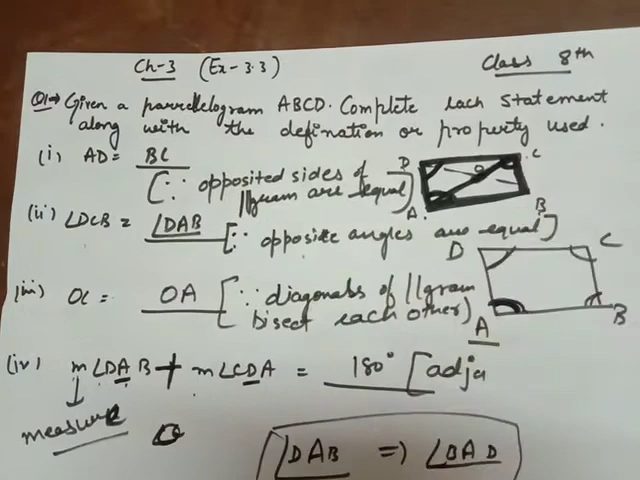 Ch-3 (Ex-3.3) Class 8th
Q1→ Given a parrellelogram ABCD. Complete each statement
along with the defination or property used.
(i) AD = BC
[∵ opposited sides of
||gram are equal]
D C
A B
(ii) ∠DCB = ∠DAB [∵ opposite angles are equal]
D C
(iii) OC = OA [∵ diagonals of ||gram
bisect each other)
A B
(iv) m∠DAB + m∠CDA = 180° [adja
measure
∠DAB => ∠BAD